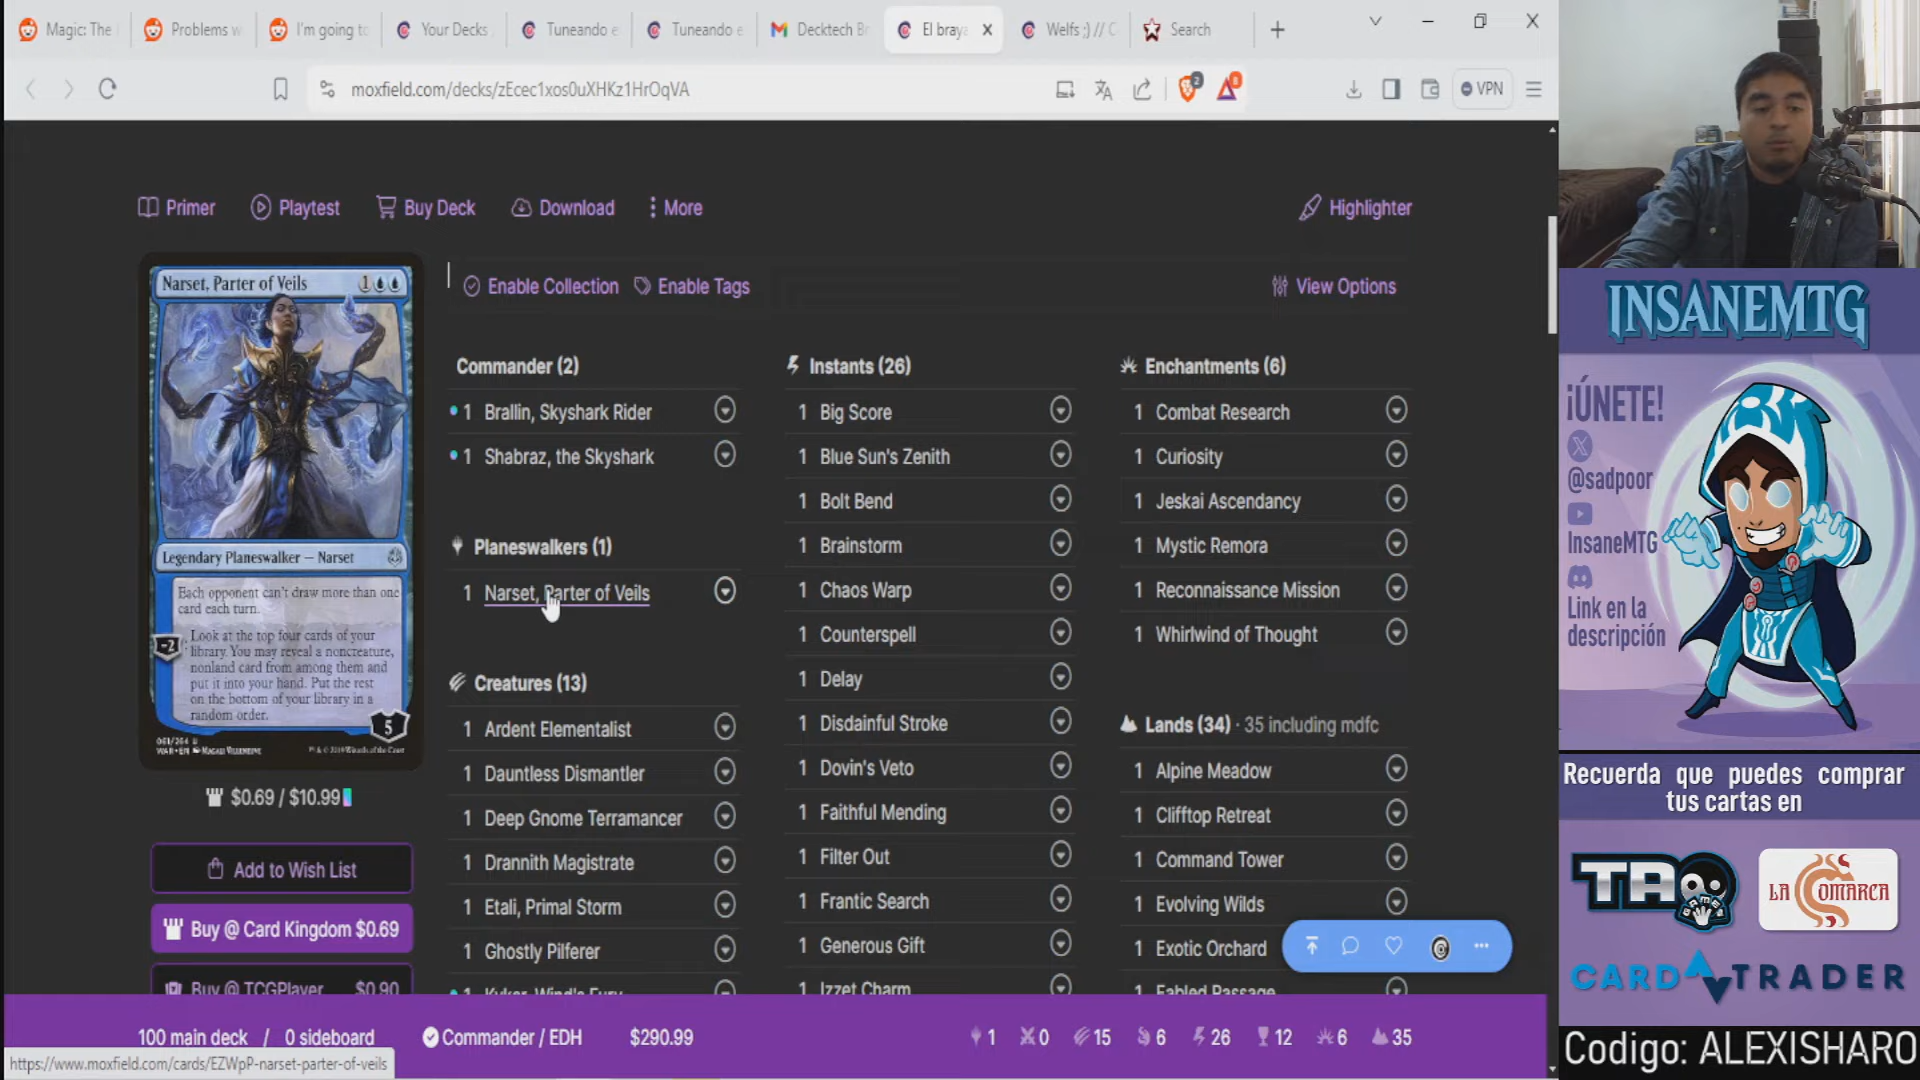 Magic: The
Problems w
I'm going to
Your Decks
Tuneando e
Tuneando e
Decktech Br
El braya
Welfs ;) // C
Search
moxfield.com/decks/zEcec1xos0uXHKz1HrOqVA
2
8
VPN
Primer
Playtest
Buy Deck
Download
More
Highlighter
Enable Collection
Enable Tags
View Options
Narset, Parter of Veils 1
Legendary Planeswalker — Narset
Each opponent can't draw more than one
card each turn.
-2
Look at the top four cards of your
library. You may reveal a noncreature,
nonland card from among them and
put it into your hand. Put the rest
on the bottom of your library in a
random order.
5
061/264 U
$0.69 / $10.99
Add to Wish List
Buy @ Card Kingdom $0.69
Buy @ TCGPlayer $0.90
Commander (2)
1 Brallin, Skyshark Rider
1 Shabraz, the Skyshark
Planeswalkers (1)
1 Narset, Parter of Veils
Creatures (13)
1 Ardent Elementalist
1 Dauntless Dismantler
1 Deep Gnome Terramancer
1 Drannith Magistrate
1 Etali, Primal Storm
1 Ghostly Pilferer
1 Kykar, Wind's Fury
Instants (26)
1 Big Score
1 Blue Sun's Zenith
1 Bolt Bend
1 Brainstorm
1 Chaos Warp
1 Counterspell
1 Delay
1 Disdainful Stroke
1 Dovin's Veto
1 Faithful Mending
1 Filter Out
1 Frantic Search
1 Generous Gift
1 Izzet Charm
Enchantments (6)
1 Combat Research
1 Curiosity
1 Jeskai Ascendancy
1 Mystic Remora
1 Reconnaissance Mission
1 Whirlwind of Thought
Lands (34) · 35 including mdfc
1 Alpine Meadow
1 Clifftop Retreat
1 Command Tower
1 Evolving Wilds
1 Exotic Orchard
1 Fabled Passage
100 main deck / 0 sideboard
Commander / EDH
$290.99
1
0
15
6
26
12
6
35
https://www.moxfield.com/cards/EZWpP-narset-parter-of-veils
INSANEMTG
¡ÚNETE!
@sadpoor
InsaneMTG
Link en la
descripción
Recuerda que puedes comprar
tus cartas en
LA COMARCA
CARD TRADER
Codigo: ALEXISHARO